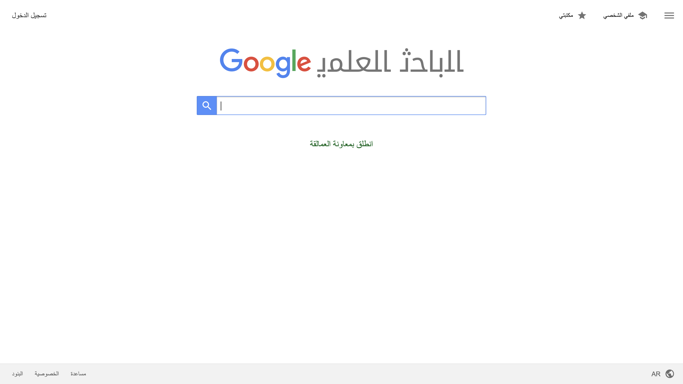 ملفي الشخصي
مكتبتي
تسجيل الدخول
الباحث العلمي Google
انطلق بمعاونة العمالقة
AR
مساعدة
الخصوصية
البنود